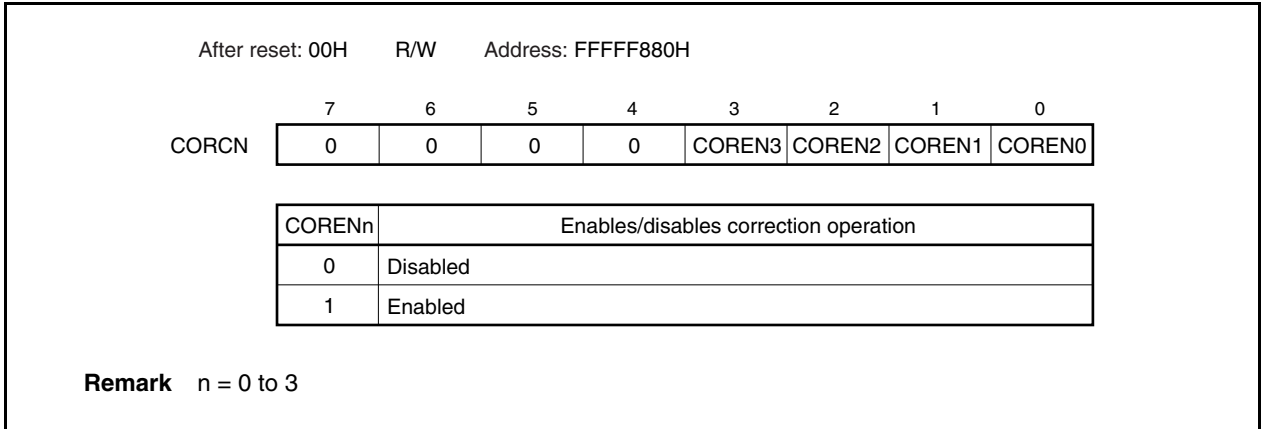 After reset: 00H R/W Address: FFFFF880H
7 6 5 4 3 2 1 0
CORCN 0 0 0 0 COREN3 COREN2 COREN1 COREN0
CORENn Enables/disables correction operation
0 Disabled
1 Enabled
Remark n = 0 to 3